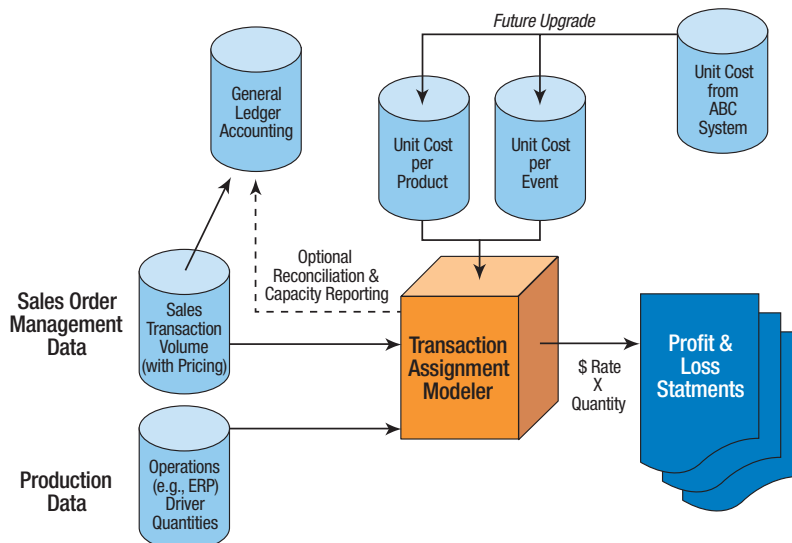 Future Upgrade
General
Ledger
Accounting
Unit Cost
per
Product
Unit Cost
per
Event
Unit Cost
from
ABC
System
Optional
Reconciliation &
Capacity Reporting
Sales Order
Management
Data
Sales
Transaction
Volume
(with Pricing)
Transaction
Assignment
Modeler
$ Rate
X
Quantity
Profit &
Loss
Statments
Production
Data
Operations
(e.g., ERP)
Driver
Quantities